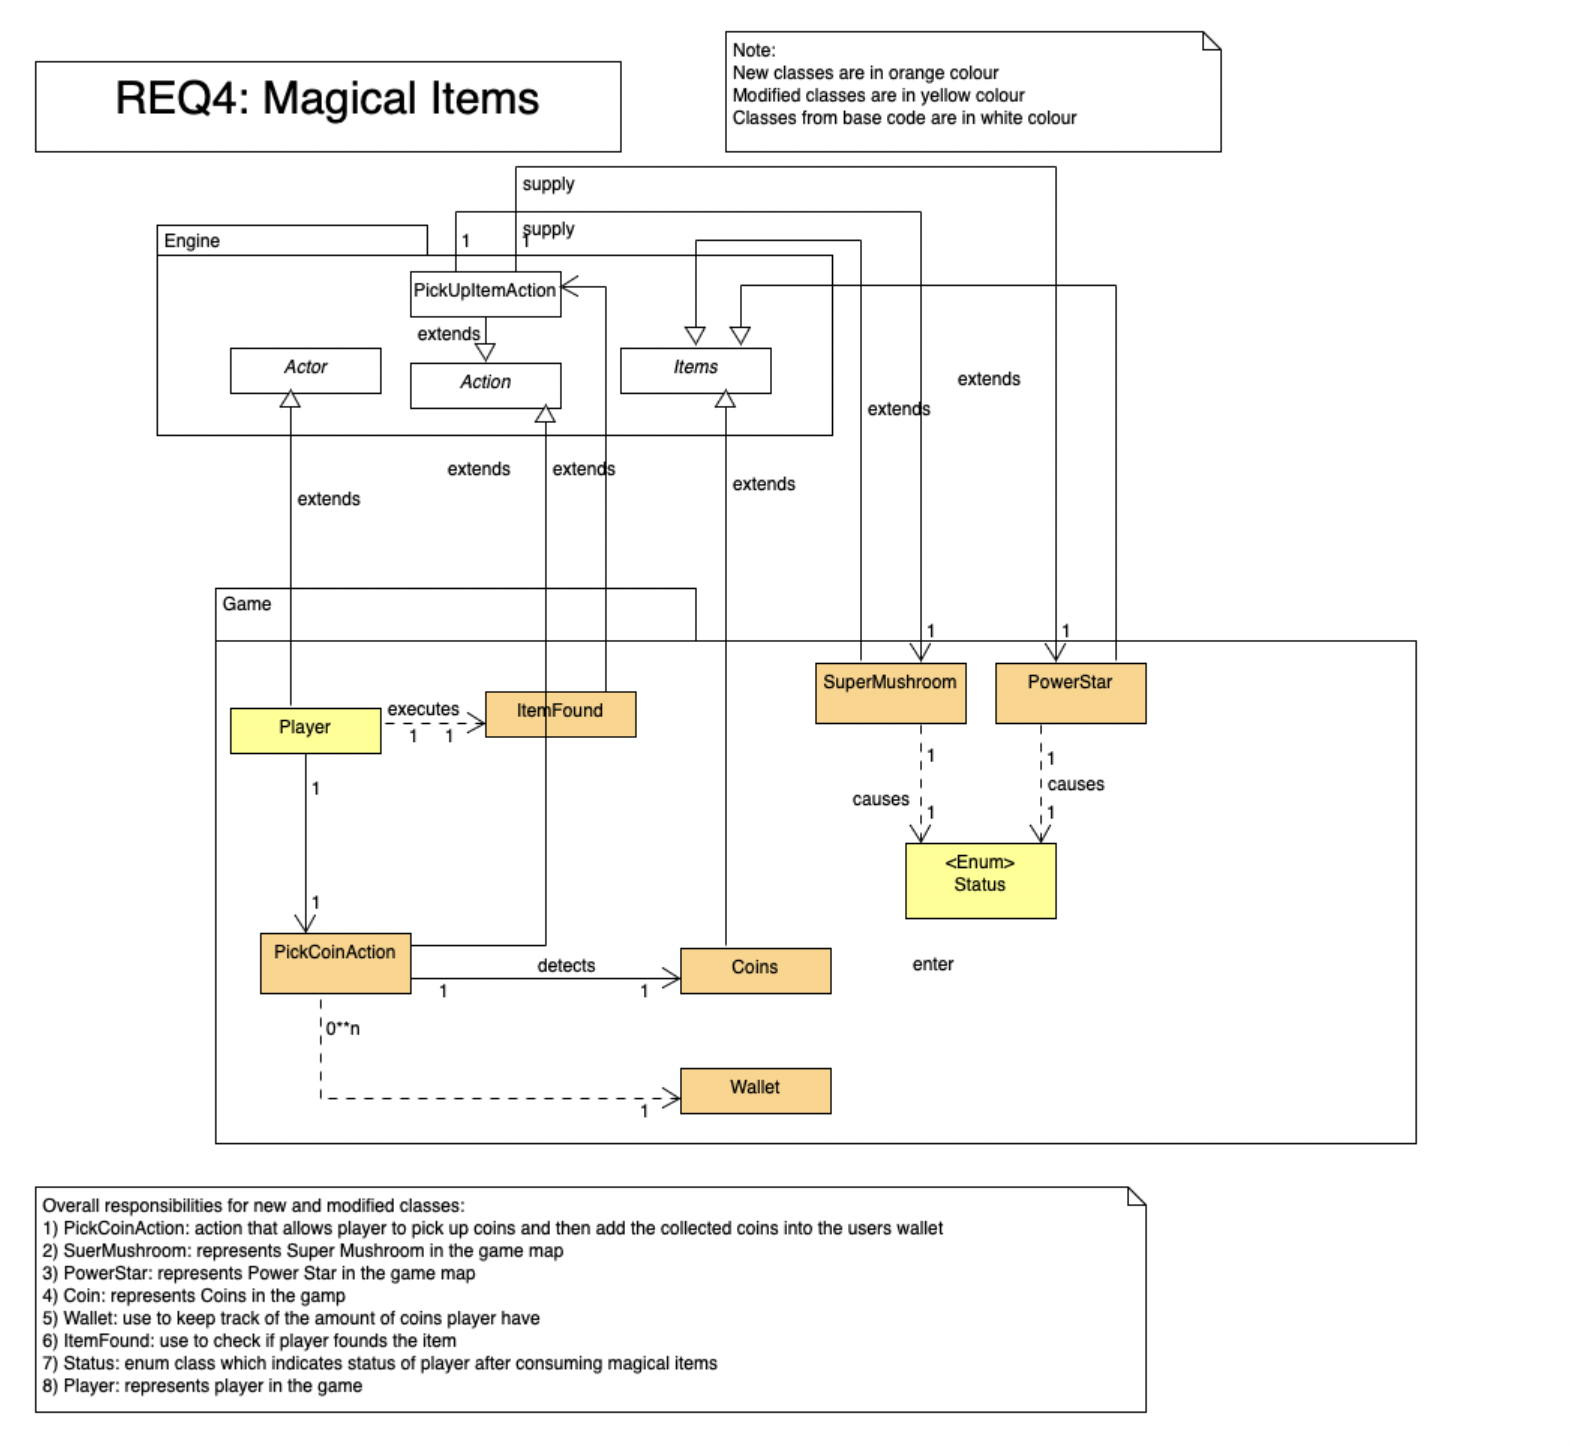 REQ4: Magical Items
Note:
New classes are in orange colour
Modified classes are in yellow colour
Classes from base code are in white colour
supply
supply
1
1
Engine
PickUpItemAction
extends
Actor
Action
Items
extends
extends
extends
extends
extends
extends
Game
1
1
SuperMushroom
PowerStar
ItemFound
Player
executes
1
1
1
1
causes
causes
1
1
1
<Enum>
Status
1
PickCoinAction
detects
Coins
enter
1
1
0**n
Wallet
1
Overall responsibilities for new and modified classes:
1) PickCoinAction: action that allows player to pick up coins and then add the collected coins into the users wallet
2) SuerMushroom: represents Super Mushroom in the game map
3) PowerStar: represents Power Star in the game map
4) Coin: represents Coins in the gamp
5) Wallet: use to keep track of the amount of coins player have
6) ItemFound: use to check if player founds the item
7) Status: enum class which indicates status of player after consuming magical items
8) Player: represents player in the game